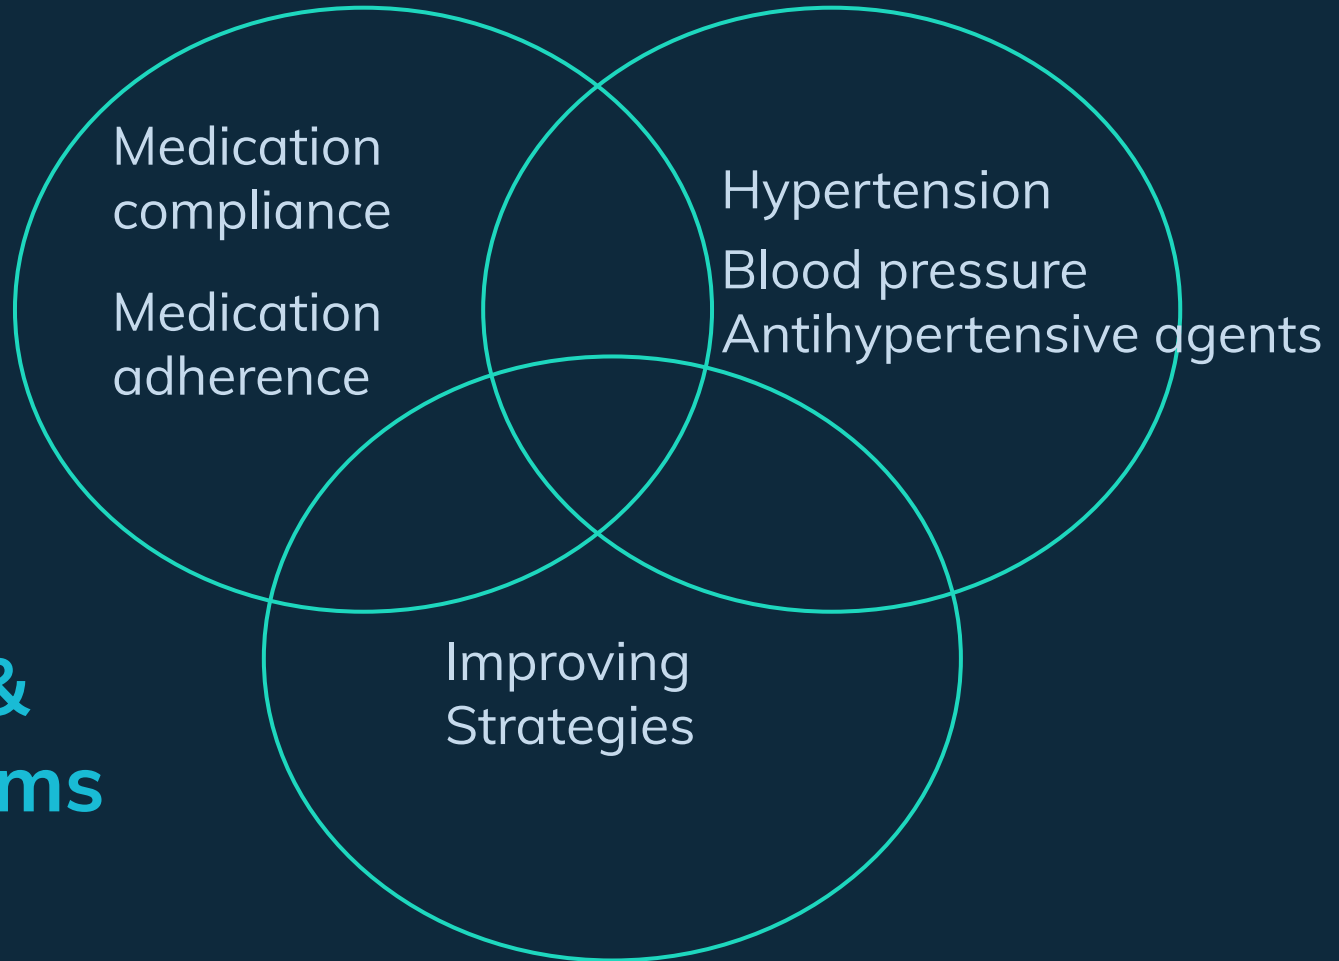 Medication
compliance
Medication
adherence
Hypertension
Blood pressure
Antihypertensive agents
Improving
Strategies
&
ms